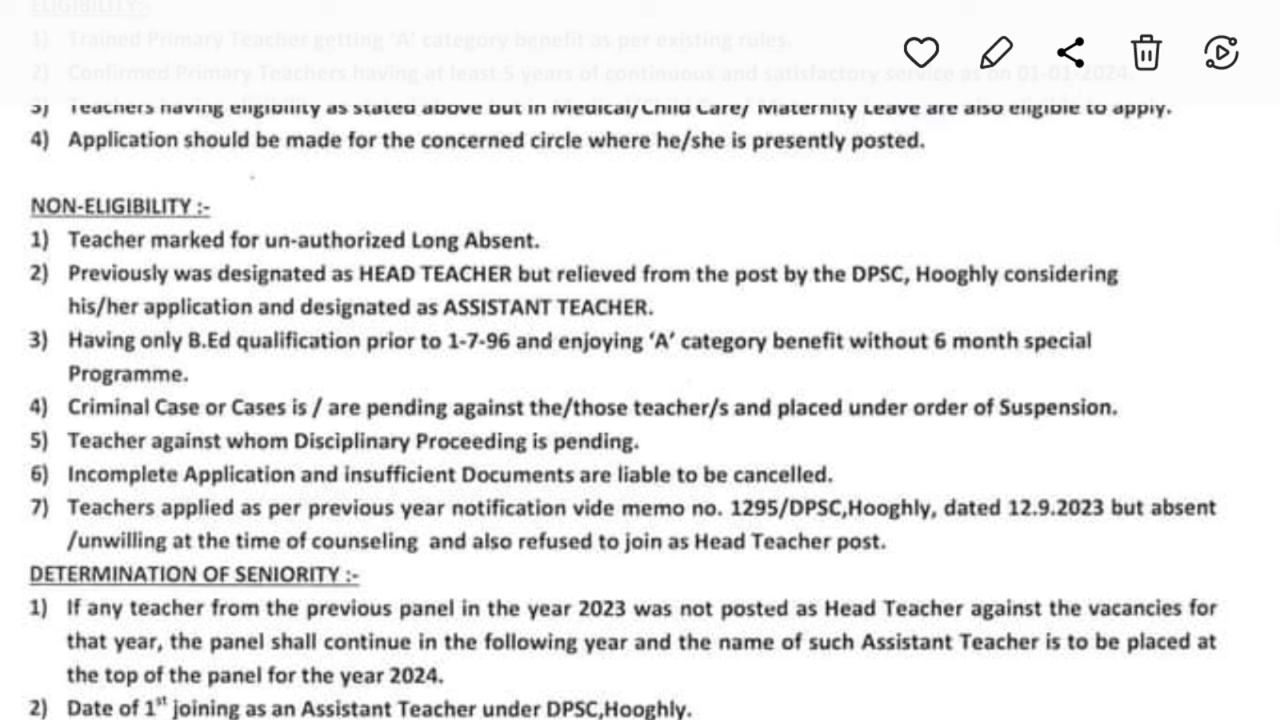 ELIGIBILITY:-
1) Trained Primary Teacher getting 'A' category benefit as per existing rules.
2) Confirmed Primary Teachers having at least 5 years of continuous and satisfactory service as on 01-01-2024.
3) Teachers having eligibility as stated above but in Medical/Child Care/ Maternity Leave are also eligible to apply.
4) Application should be made for the concerned circle where he/she is presently posted.
NON-ELIGIBILITY :-
1) Teacher marked for un-authorized Long Absent.
2) Previously was designated as HEAD TEACHER but relieved from the post by the DPSC, Hooghly considering
his/her application and designated as ASSISTANT TEACHER.
3) Having only B.Ed qualification prior to 1-7-96 and enjoying 'A' category benefit without 6 month special
Programme.
4) Criminal Case or Cases is / are pending against the/those teacher/s and placed under order of Suspension.
5) Teacher against whom Disciplinary Proceeding is pending.
6) Incomplete Application and insufficient Documents are liable to be cancelled.
7) Teachers applied as per previous year notification vide memo no. 1295/DPSC,Hooghly, dated 12.9.2023 but absent
/unwilling at the time of counseling and also refused to join as Head Teacher post.
DETERMINATION OF SENIORITY :-
1) If any teacher from the previous panel in the year 2023 was not posted as Head Teacher against the vacancies for
that year, the panel shall continue in the following year and the name of such Assistant Teacher is to be placed at
the top of the panel for the year 2024.
2) Date of 1st joining as an Assistant Teacher under DPSC,Hooghly.